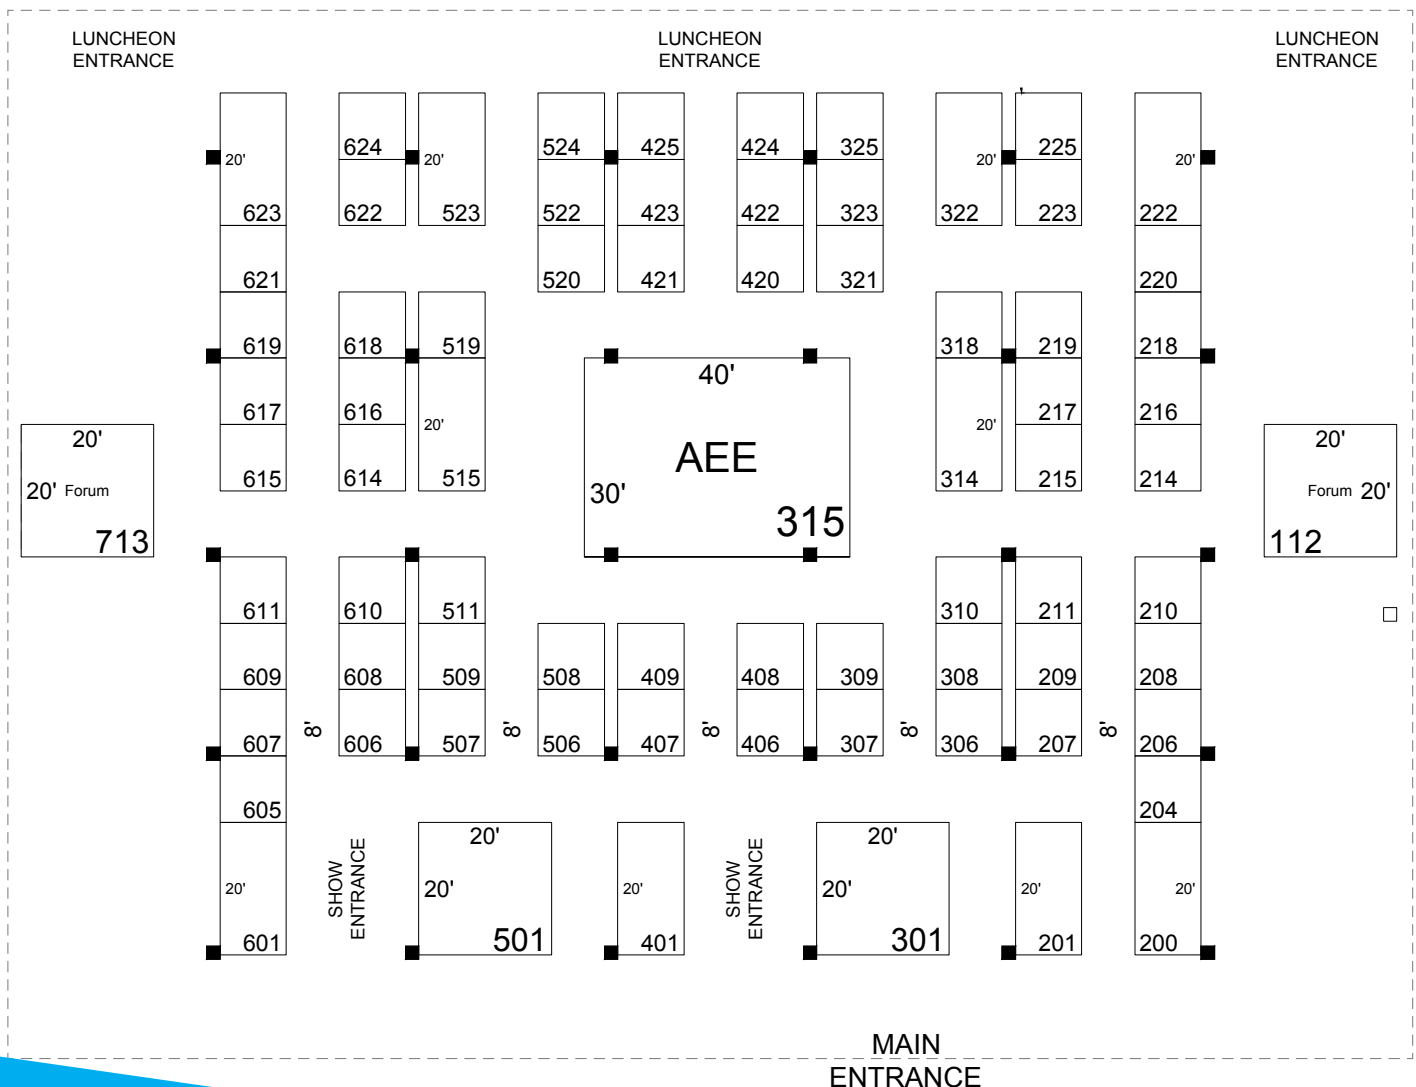 LUNCHEON
ENTRANCE
LUNCHEON
ENTRANCE
LUNCHEON
ENTRANCE
624 524 425 424 325 225
20' 20' 20' 20'
623 622 523 522 423 422 323 322 223 222
621 520 421 420 321 220
619 618 519 318 219 218
40'
617 616 217 216
20' 20' 20' 20'
AEE
20' Forum 615 614 515 30' 314 215 214 Forum 20'
315
713 112
611 610 511 310 211 210
609 608 509 508 409 408 309 308 209 208
8' 8' 8' 8' 8'
607 606 507 506 407 406 307 306 207 206
605 204
20' 20'
SHOW
ENTRANCE
SHOW
ENTRANCE
20' 20' 20' 20' 20' 20'
601 501 401 301 201 200
MAIN
ENTRANCE